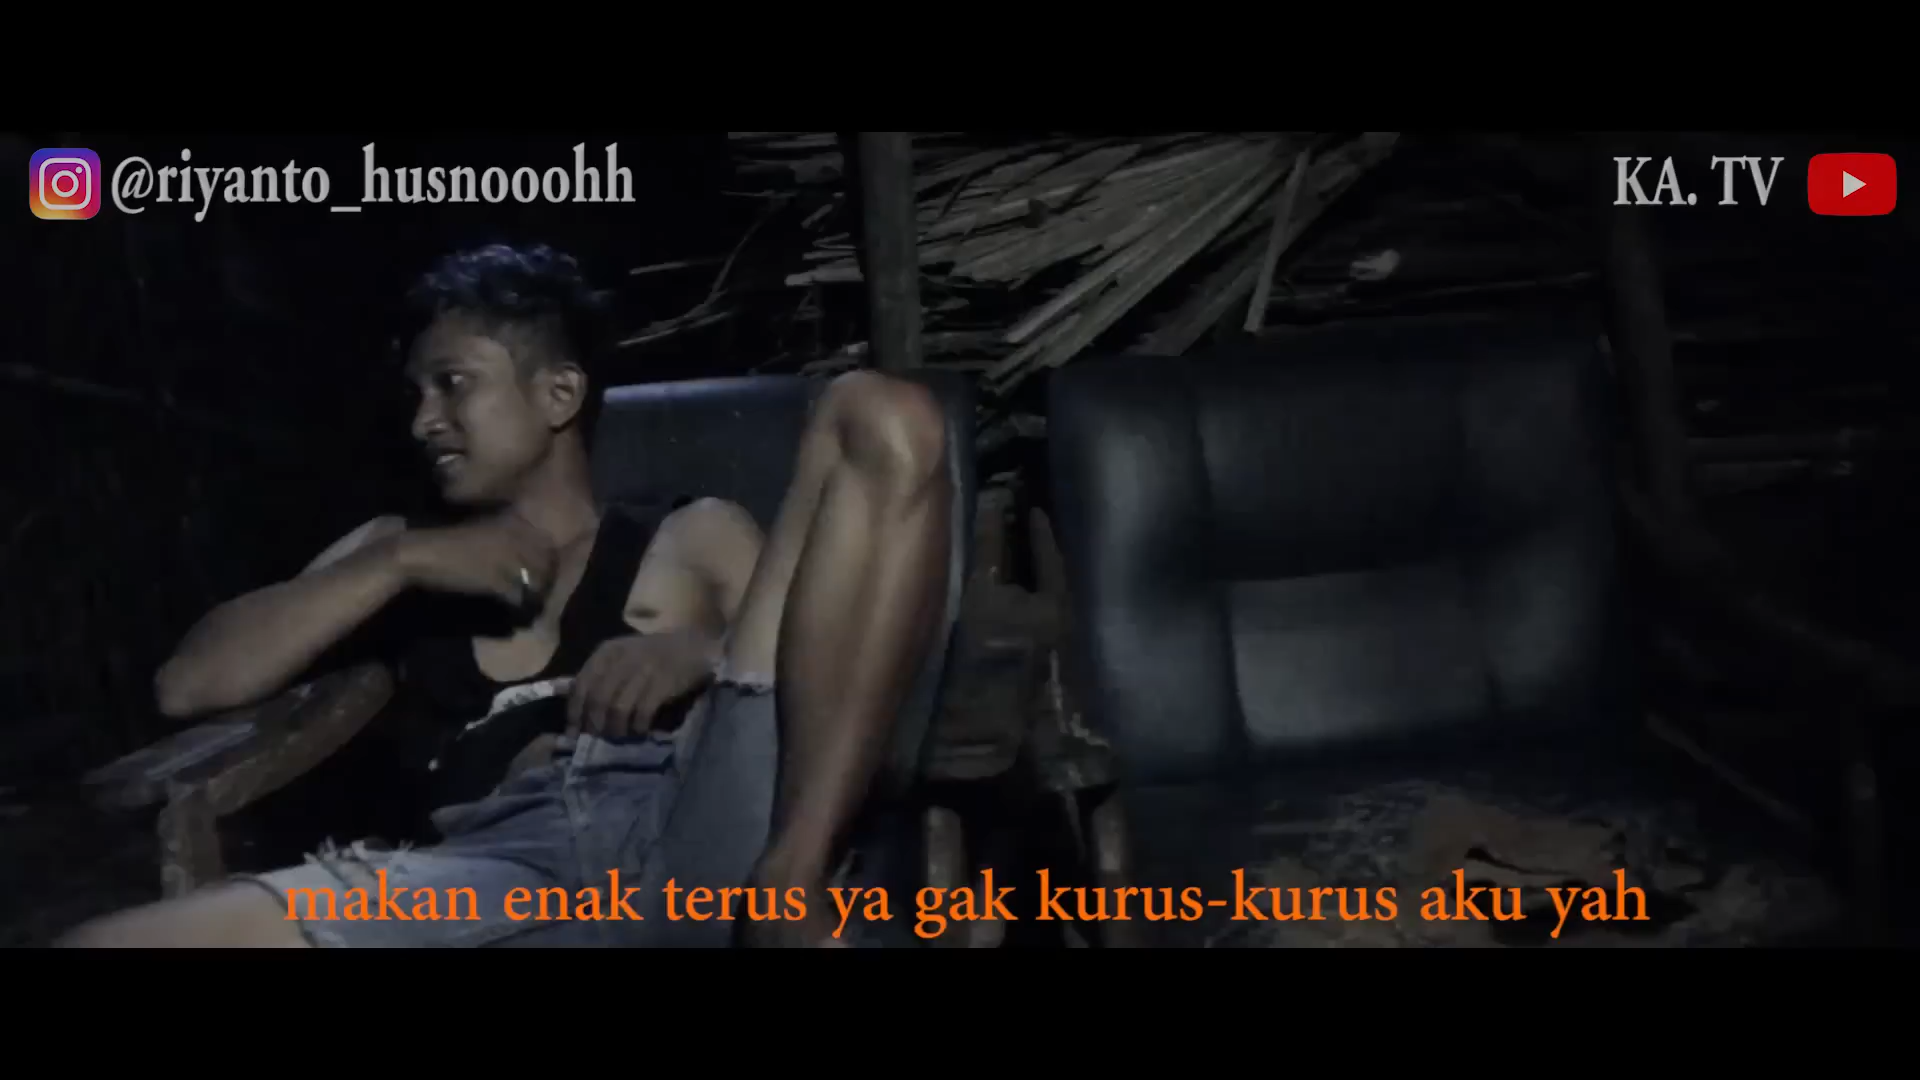 @riyanto_husnooohh
KA. TV
makan enak terus ya gak kurus-kurus aku yah